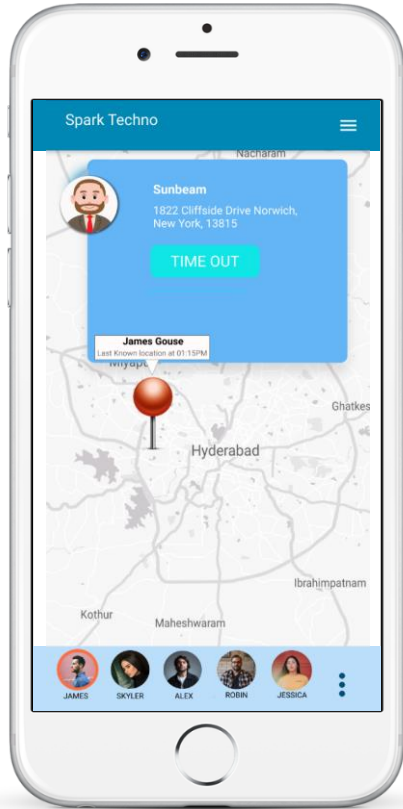 Spark Techno
Nacharam
Sunbeam
1822 Cliffside Drive Norwich,
New York, 13815
TIME OUT
James Gouse
Last Known location at 01:15PM
Miyapu
Ghatkes
Hyderabad
Ibrahimpatnam
Kothur
Maheshwaram
JAMES SKYLER ALEX ROBIN JESSICA